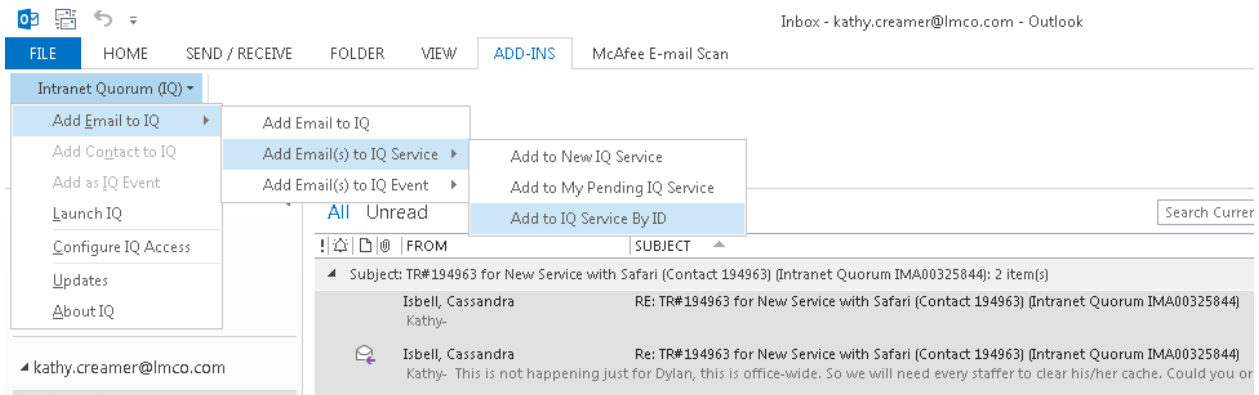 Inbox - kathy.creamer@lmco.com - Outlook
FILE HOME SEND / RECEIVE FOLDER VIEW ADD-INS McAfee E-mail Scan
Intranet Quorum (IQ)
Add Email to IQ
Add Contact to IQ
Add as IQ Event
Launch IQ
Configure IQ Access
Updates
About IQ
Add Email to IQ
Add Email(s) to IQ Service
Add Email(s) to IQ Event
Add to New IQ Service
Add to My Pending IQ Service
Add to IQ Service By ID
All Unread
Search Curren
! FROM SUBJECT
Subject: TR#194963 for New Service with Safari (Contact 194963) (Intranet Quorum IMA00325844): 2 item(s)
Isbell, Cassandra RE: TR#194963 for New Service with Safari (Contact 194963) (Intranet Quorum IMA00325844)
Kathy-
Isbell, Cassandra Re: TR#194963 for New Service with Safari (Contact 194963) (Intranet Quorum IMA00325844)
Kathy- This is not happening just for Dylan, this is office-wide. So we will need every staffer to clear his/her cache. Could you or
kathy.creamer@lmco.com